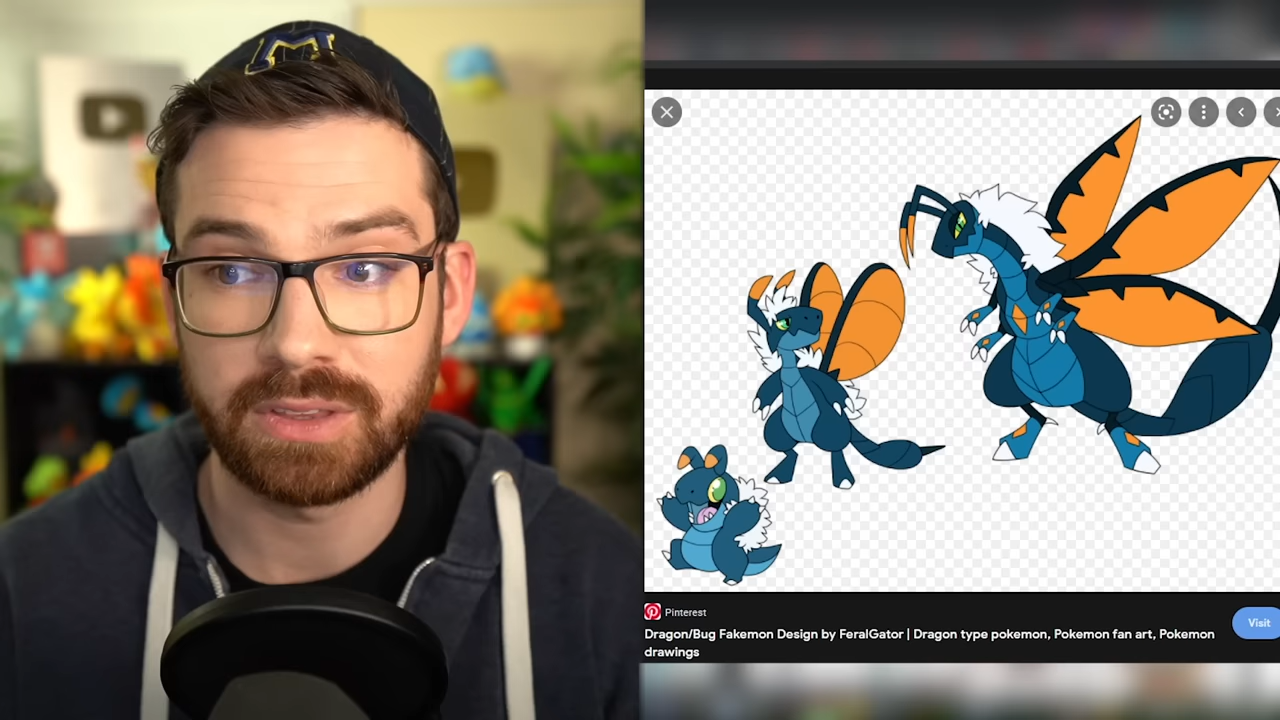 M
Pinterest
Dragon/Bug Fakemon Design by FeralGator | Dragon type pokemon, Pokemon fan art, Pokemon
drawings
Visit